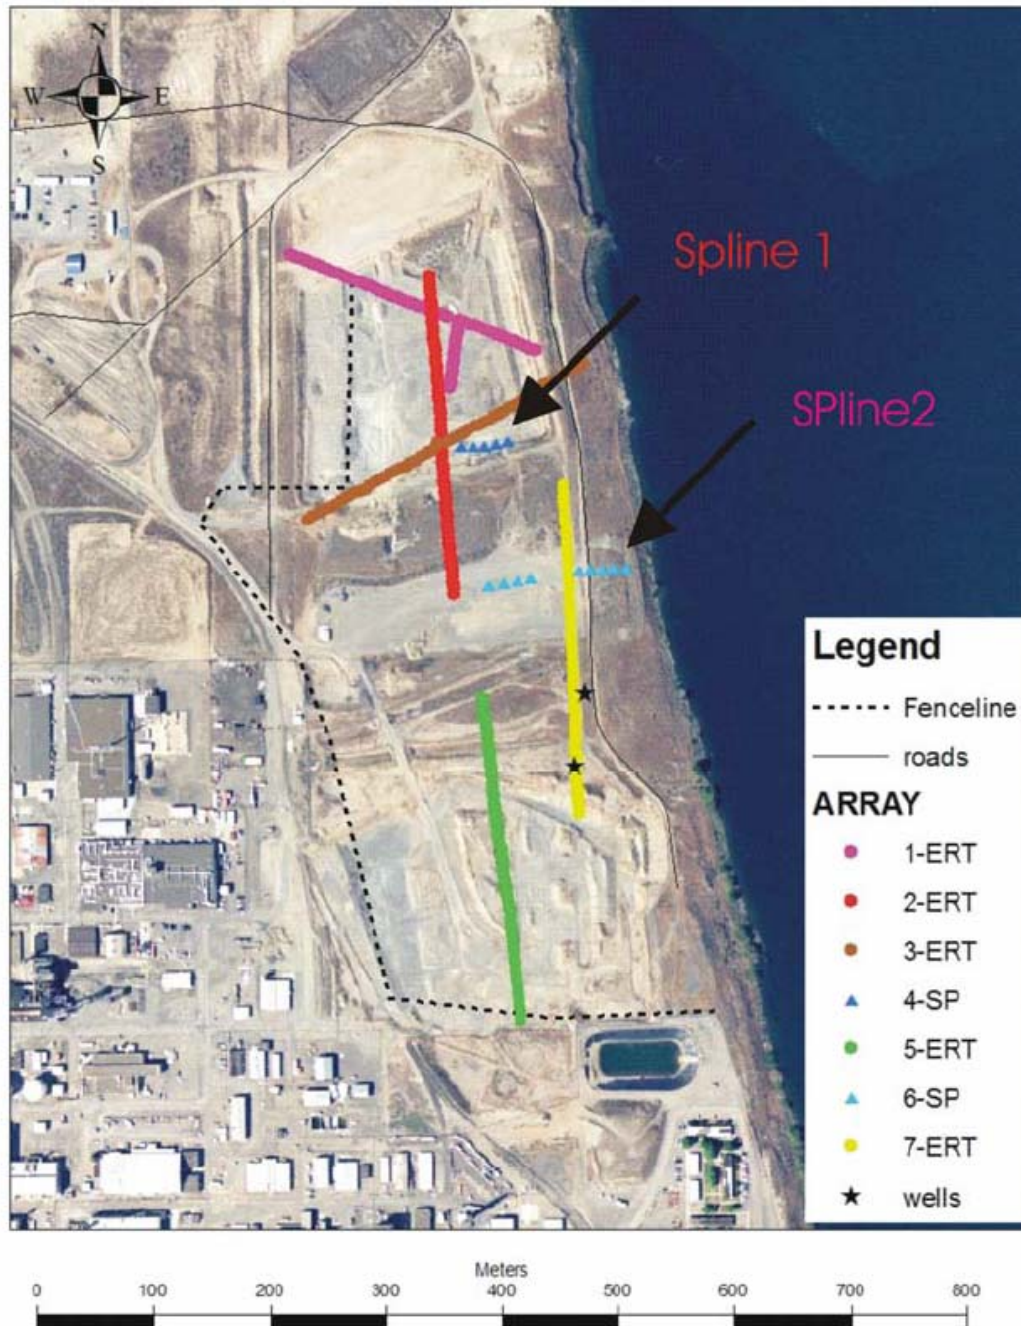 N
W E
S
Spline 1
SPline2
Legend
Fenceline
roads
ARRAY
1-ERT
2-ERT
3-ERT
4-SP
5-ERT
6-SP
7-ERT
wells
Meters
0 100 200 300 400 500 600 700 800